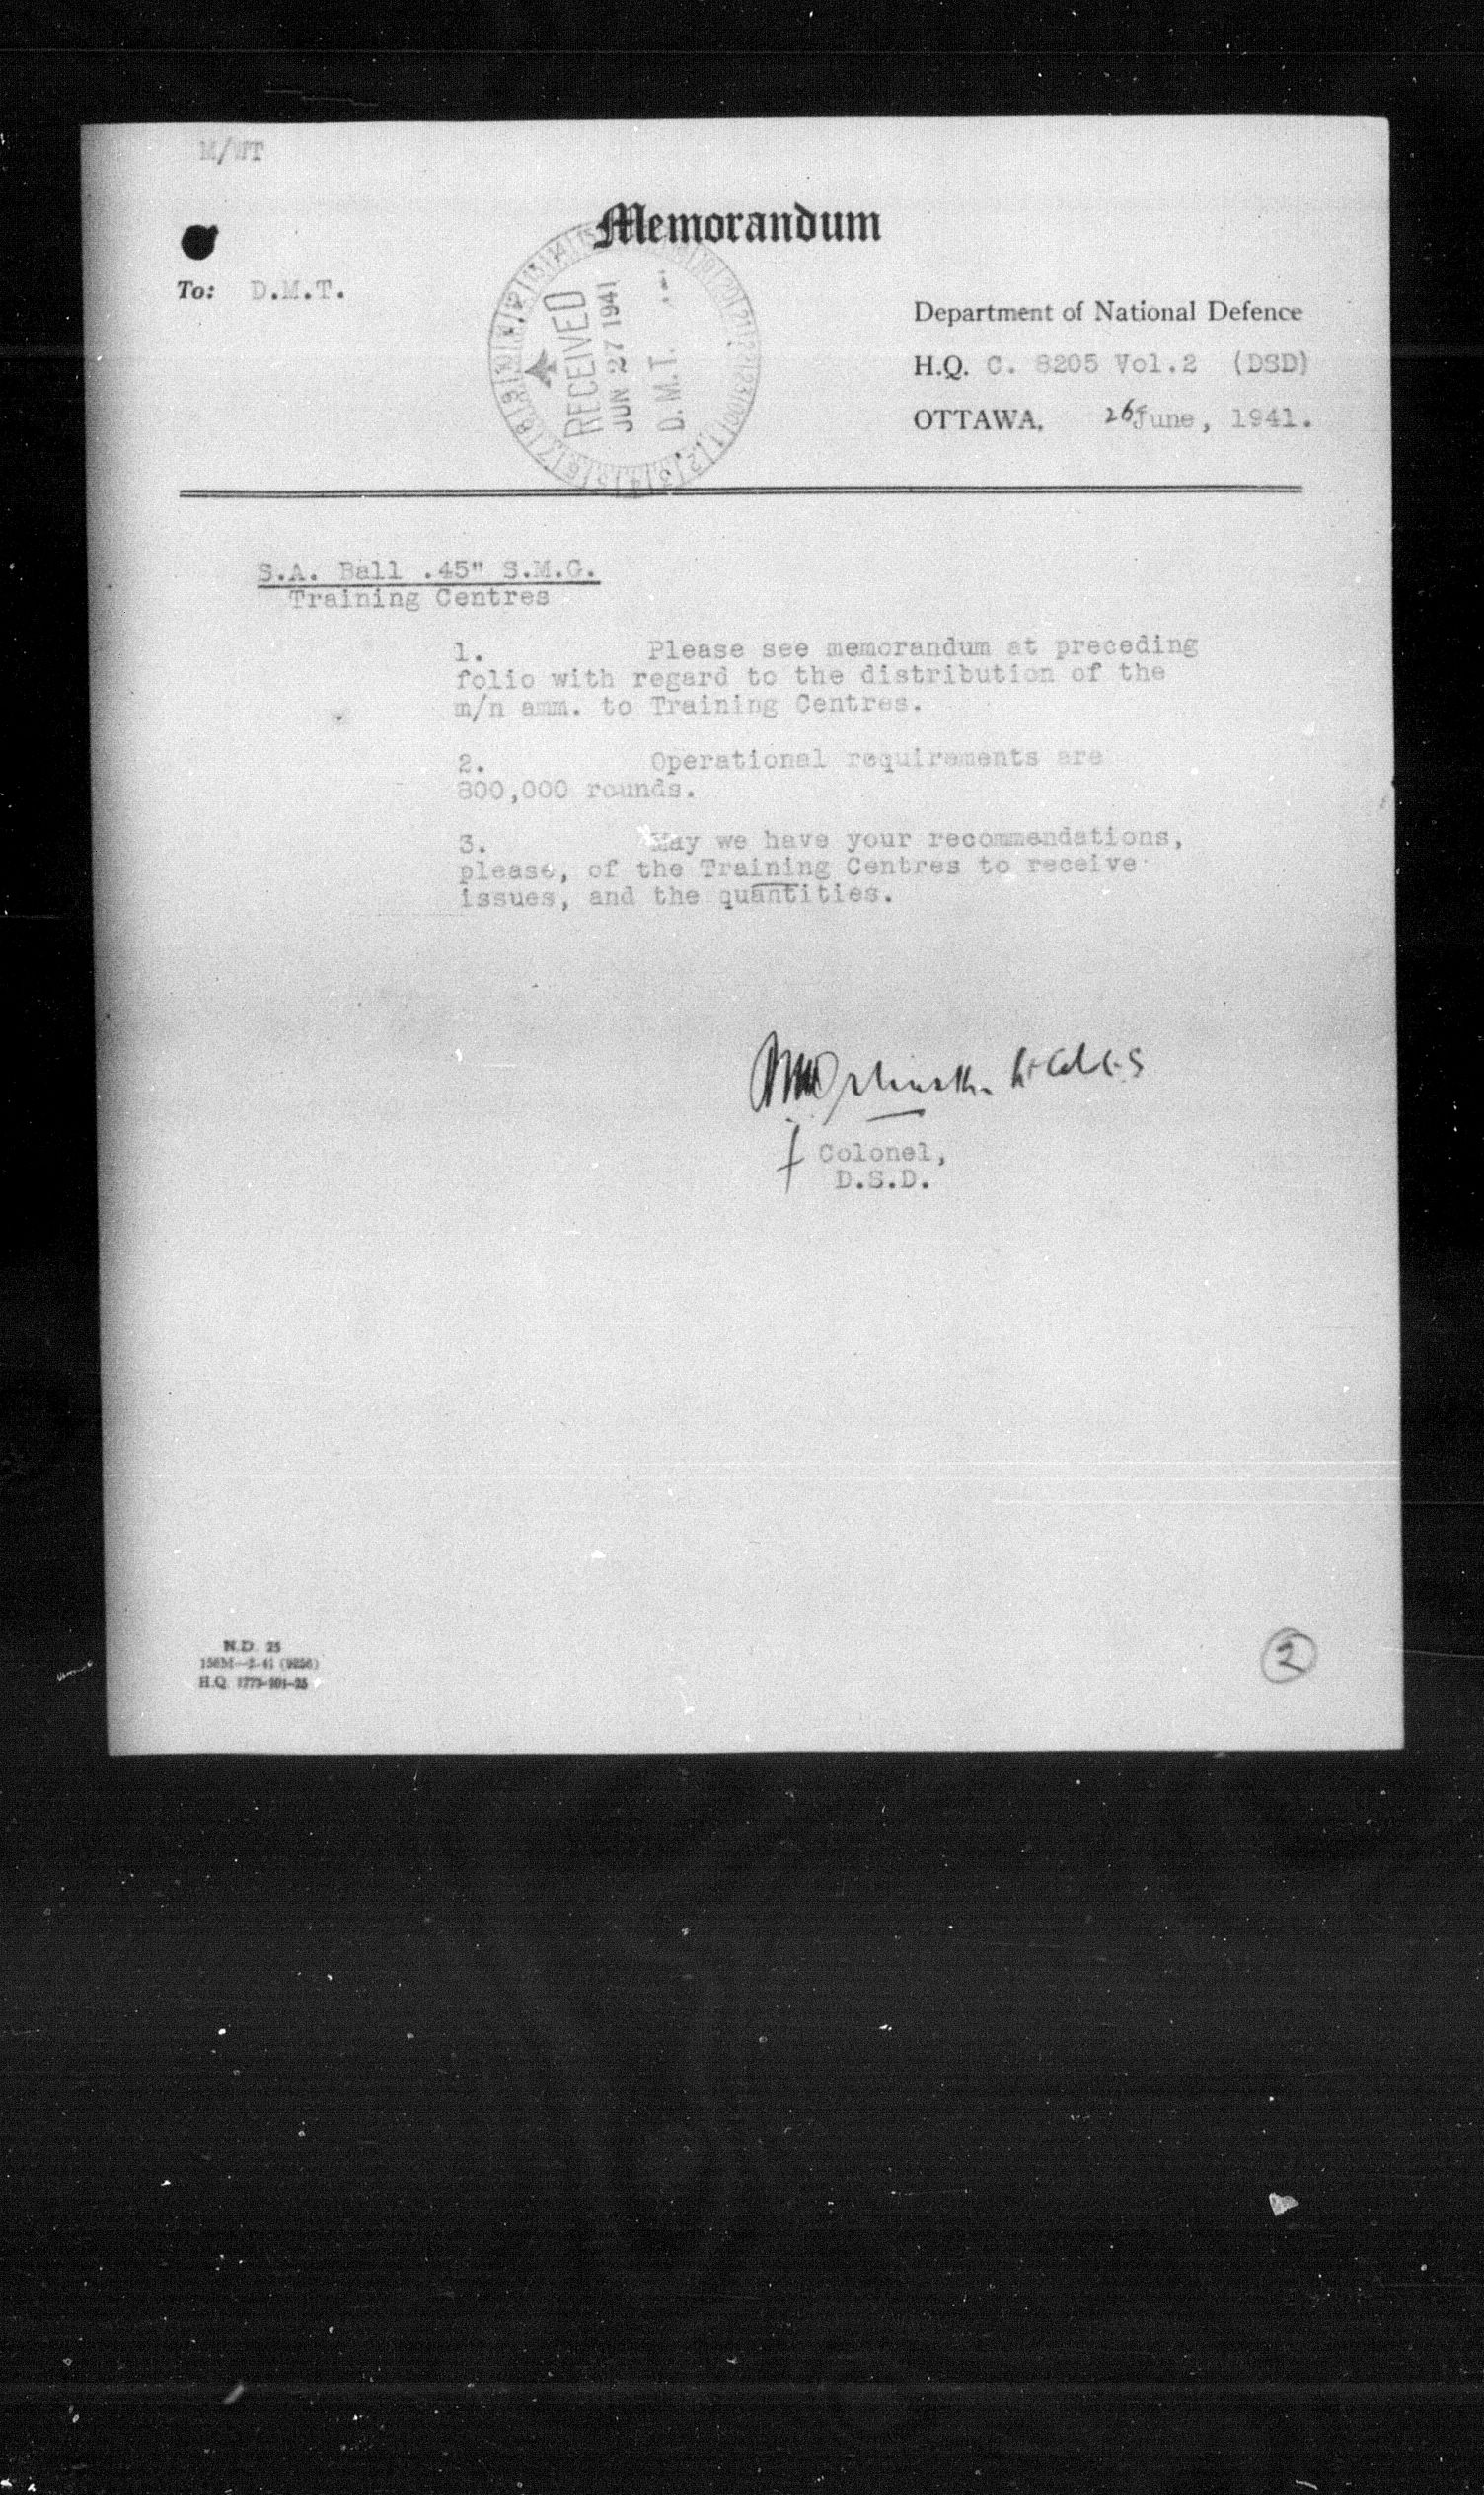 M/WT
Memorandum
To: D.M.T.
RECEIVED
JUN 27 1941
D.M.T.
Department of National Defence
H.Q. C. 8205 Vol.2 (DSD)
OTTAWA, 26 June, 1941.
S.A. Ball .45" S.M.G.
Training Centres
1. Please see memorandum at preceding
folio with regard to the distribution of the
m/n amm. to Training Centres.
2. Operational requirements are
800,000 rounds.
3. May we have your recommendations,
please, of the Training Centres to receive
issues, and the quantities.
f Colonel,
D.S.D.
N.D. 25
H.Q. 1773-
2